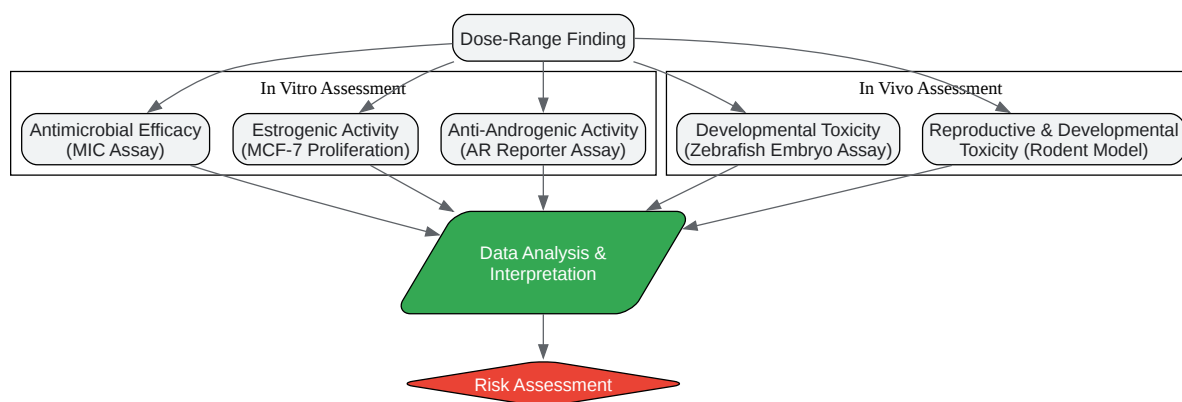 Dose-Range Finding
In Vitro Assessment
In Vivo Assessment
Antimicrobial Efficacy
(MIC Assay)
Estrogenic Activity
(MCF-7 Proliferation)
Anti-Androgenic Activity
(AR Reporter Assay)
Developmental Toxicity
(Zebrafish Embryo Assay)
Reproductive & Developmental
Toxicity (Rodent Model)
Data Analysis &
Interpretation
Risk Assessment